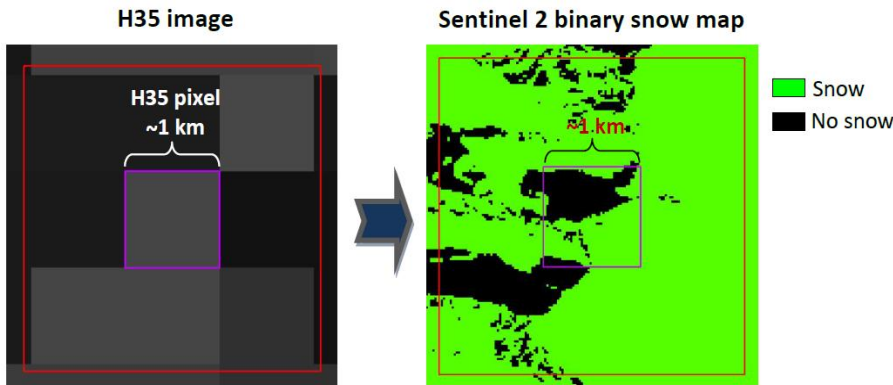 H35 image
Sentinel 2 binary snow map
H35 pixel
~1 km
~1 km
Snow
No snow